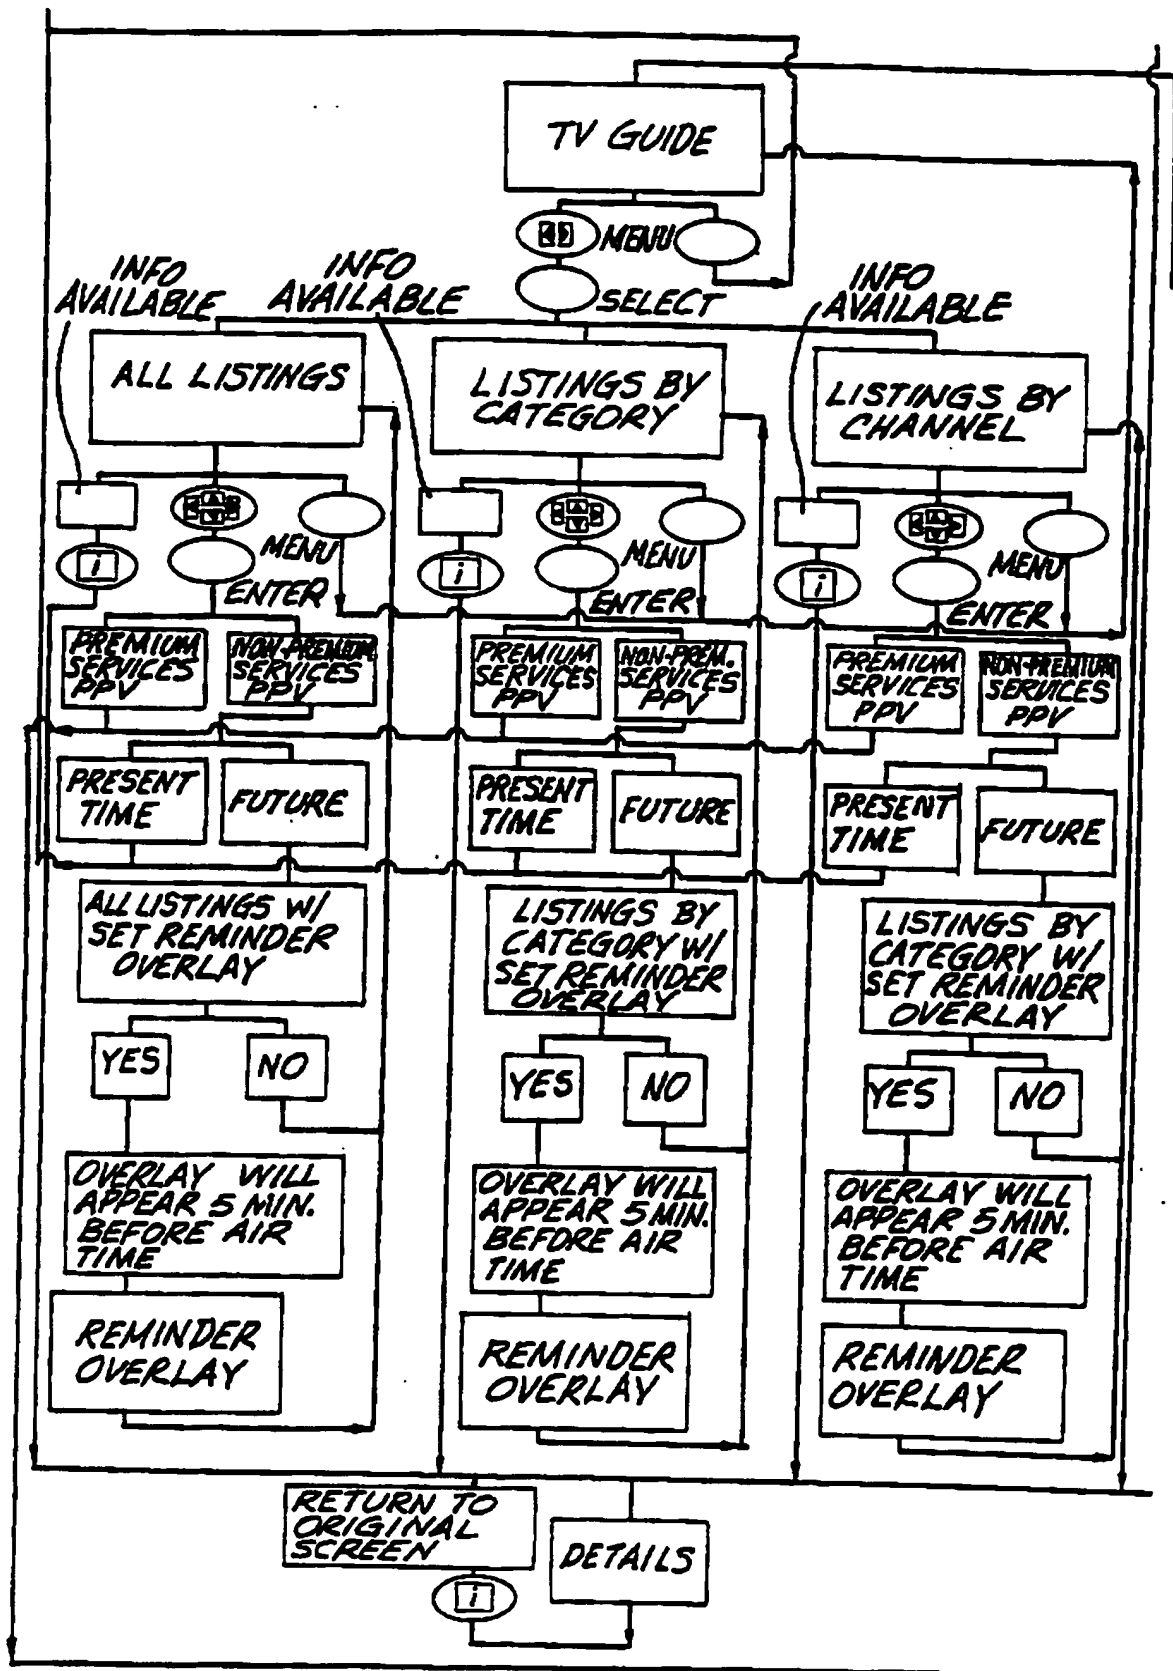 TV GUIDE
MENU
SELECT
INFO
AVAILABLE
INFO
AVAILABLE
INFO
AVAILABLE
ALL LISTINGS
LISTINGS BY
CATEGORY
LISTINGS BY
CHANNEL
i
MENU
ENTER
i
MENU
ENTER
i
MENU
ENTER
PREMIUM
SERVICES
PPV
NON-PREMIUM
SERVICES
PPV
PREMIUM
SERVICES
PPV
NON-PREM.
SERVICES
PPV
PREMIUM
SERVICES
PPV
NON-PREMIUM
SERVICES
PPV
PRESENT
TIME
FUTURE
PRESENT
TIME
FUTURE
PRESENT
TIME
FUTURE
ALL LISTINGS W/
SET REMINDER
OVERLAY
LISTINGS BY
CATEGORY W/
SET REMINDER
OVERLAY
LISTINGS BY
CATEGORY W/
SET REMINDER
OVERLAY
YES
NO
YES
NO
YES
NO
OVERLAY WILL
APPEAR 5 MIN.
BEFORE AIR
TIME
OVERLAY WILL
APPEAR 5 MIN.
BEFORE AIR
TIME
OVERLAY WILL
APPEAR 5 MIN.
BEFORE AIR
TIME
REMINDER
OVERLAY
REMINDER
OVERLAY
REMINDER
OVERLAY
RETURN TO
ORIGINAL
SCREEN
i
DETAILS